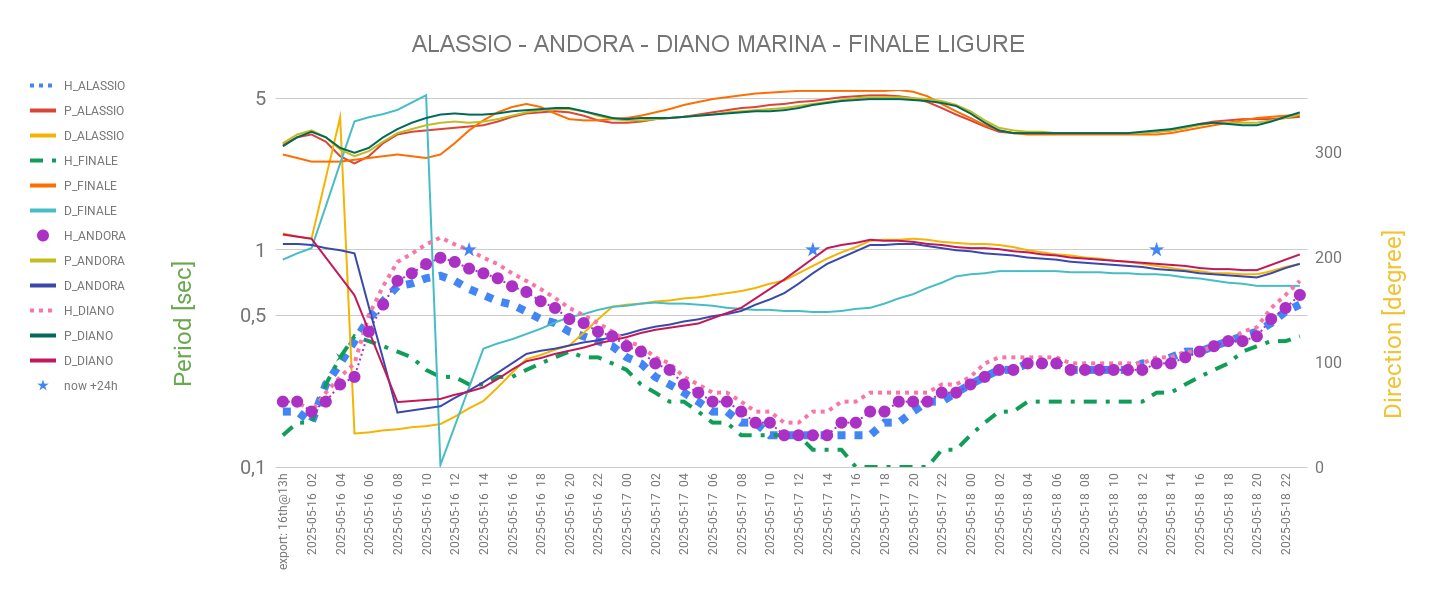 ALASSIO - ANDORA - DIANO MARINA - FINALE LIGURE
H_ALASSIO
P_ALASSIO
D_ALASSIO
H_FINALE
P_FINALE
D_FINALE
H_ANDORA
P_ANDORA
D_ANDORA
H_DIANO
P_DIANO
D_DIANO
now +24h
Period [sec]
5
1
0,5
0,1
300
200
100
0
Direction [degree]
export: 16th@13h
2025-05-16 02
2025-05-16 04
2025-05-16 06
2025-05-16 08
2025-05-16 10
2025-05-16 12
2025-05-16 14
2025-05-16 16
2025-05-16 18
2025-05-16 20
2025-05-16 22
2025-05-17 00
2025-05-17 02
2025-05-17 04
2025-05-17 06
2025-05-17 08
2025-05-17 10
2025-05-17 12
2025-05-17 14
2025-05-17 16
2025-05-17 18
2025-05-17 20
2025-05-17 22
2025-05-18 00
2025-05-18 02
2025-05-18 04
2025-05-18 06
2025-05-18 08
2025-05-18 10
2025-05-18 12
2025-05-18 14
2025-05-18 16
2025-05-18 18
2025-05-18 20
2025-05-18 22